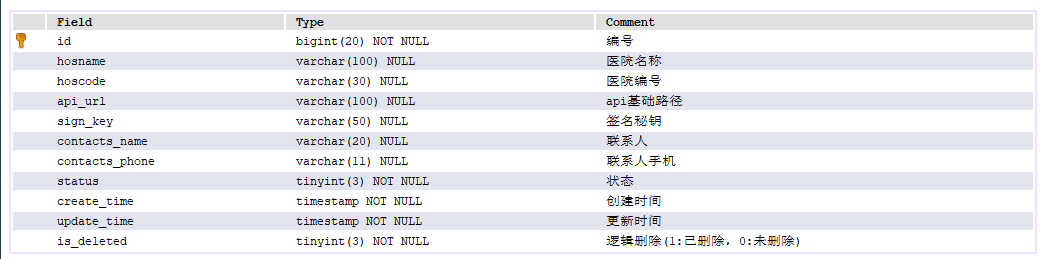 Field Type Comment
id bigint(20) NOT NULL 编号
hosname varchar(100) NULL 医院名称
hoscode varchar(30) NULL 医院编号
api_url varchar(100) NULL api基础路径
sign_key varchar(50) NULL 签名秘钥
contacts_name varchar(20) NULL 联系人
contacts_phone varchar(11) NULL 联系人手机
status tinyint(3) NOT NULL 状态
create_time timestamp NOT NULL 创建时间
update_time timestamp NOT NULL 更新时间
is_deleted tinyint(3) NOT NULL 逻辑删除(1:已删除，0:未删除)